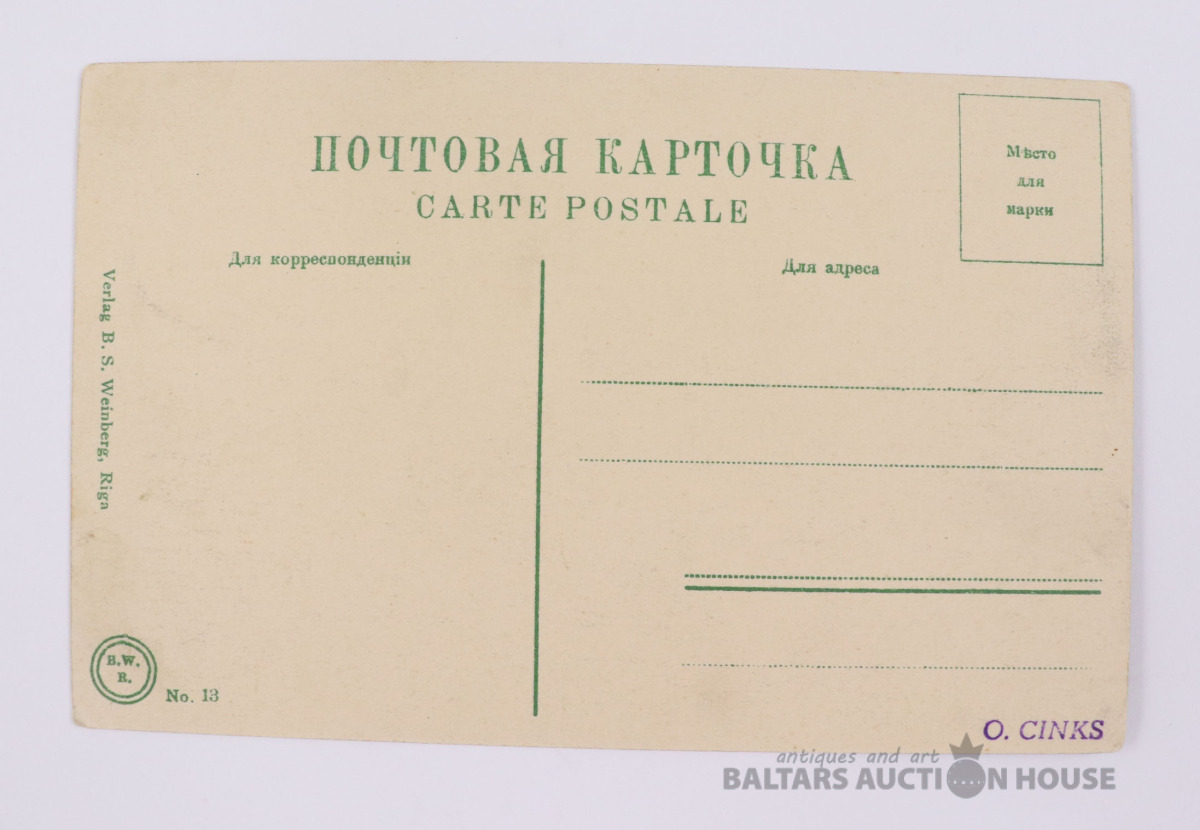 ПОЧТОВАЯ КАРТОЧКА
CARTE POSTALE
Мѣсто
для
марки
Для корреспонденціи
Для адреса
Verlag B. S. Weinberg, Riga
B.W.
R.
No. 13
O. CINKS
antiques and art
BALTARS AUCTION HOUSE